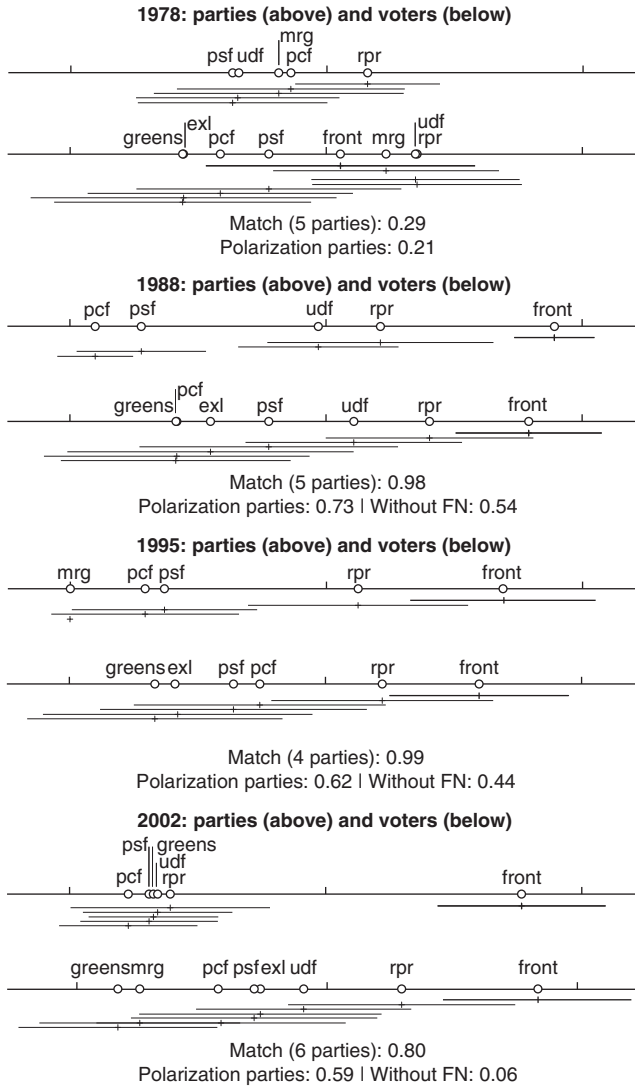 1978: parties (above) and voters (below)
mrg
psf udf pcf rpr
exl udf
greens pcf psf front mrg rpr
Match (5 parties): 0.29
Polarization parties: 0.21
1988: parties (above) and voters (below)
pcf psf udf rpr front
pcf
greens exl psf udf rpr front
Match (5 parties): 0.98
Polarization parties: 0.73 | Without FN: 0.54
1995: parties (above) and voters (below)
mrg pcf psf rpr front
greens exl psf pcf rpr front
Match (4 parties): 0.99
Polarization parties: 0.62 | Without FN: 0.44
2002: parties (above) and voters (below)
psf greens
udf
pcf rpr front
greens mrg pcf psf exl udf rpr front
Match (6 parties): 0.80
Polarization parties: 0.59 | Without FN: 0.06